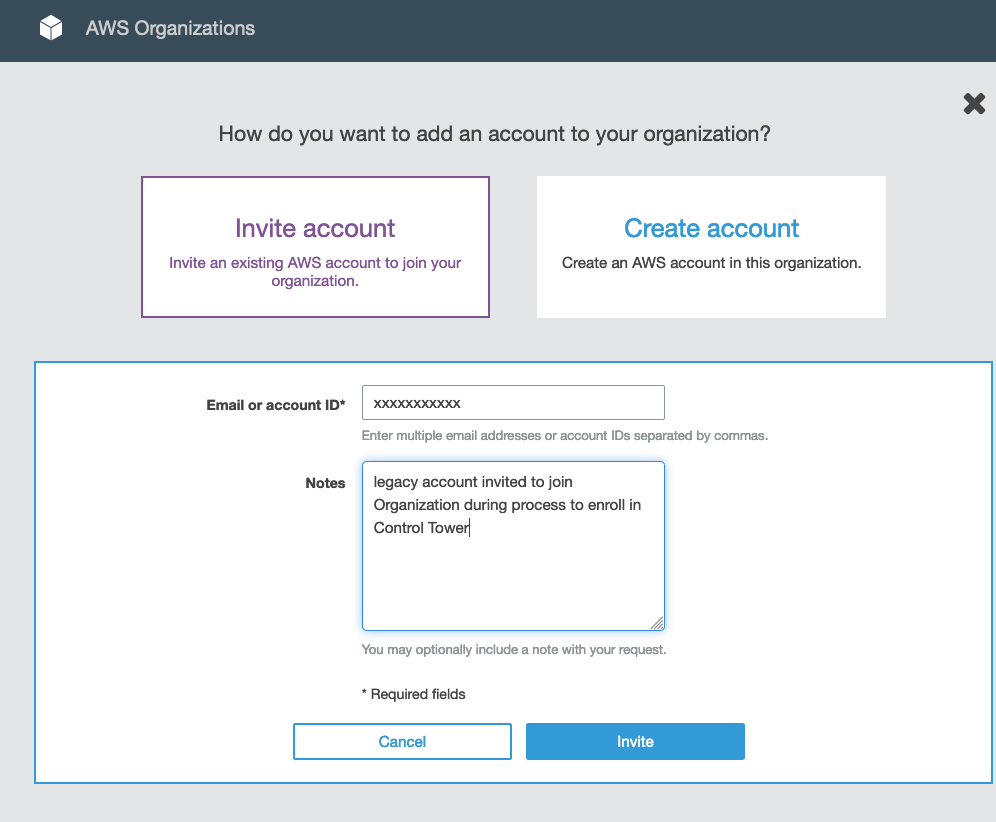 AWS Organizations
How do you want to add an account to your organization?
Invite account
Invite an existing AWS account to join your
organization.
Create account
Create an AWS account in this organization.
Email or account ID*
xxxxxxxxxxx
Enter multiple email addresses or account IDs separated by commas.
Notes
legacy account invited to join
Organization during process to enroll in
Control Tower
You may optionally include a note with your request.
* Required fields
Cancel
Invite